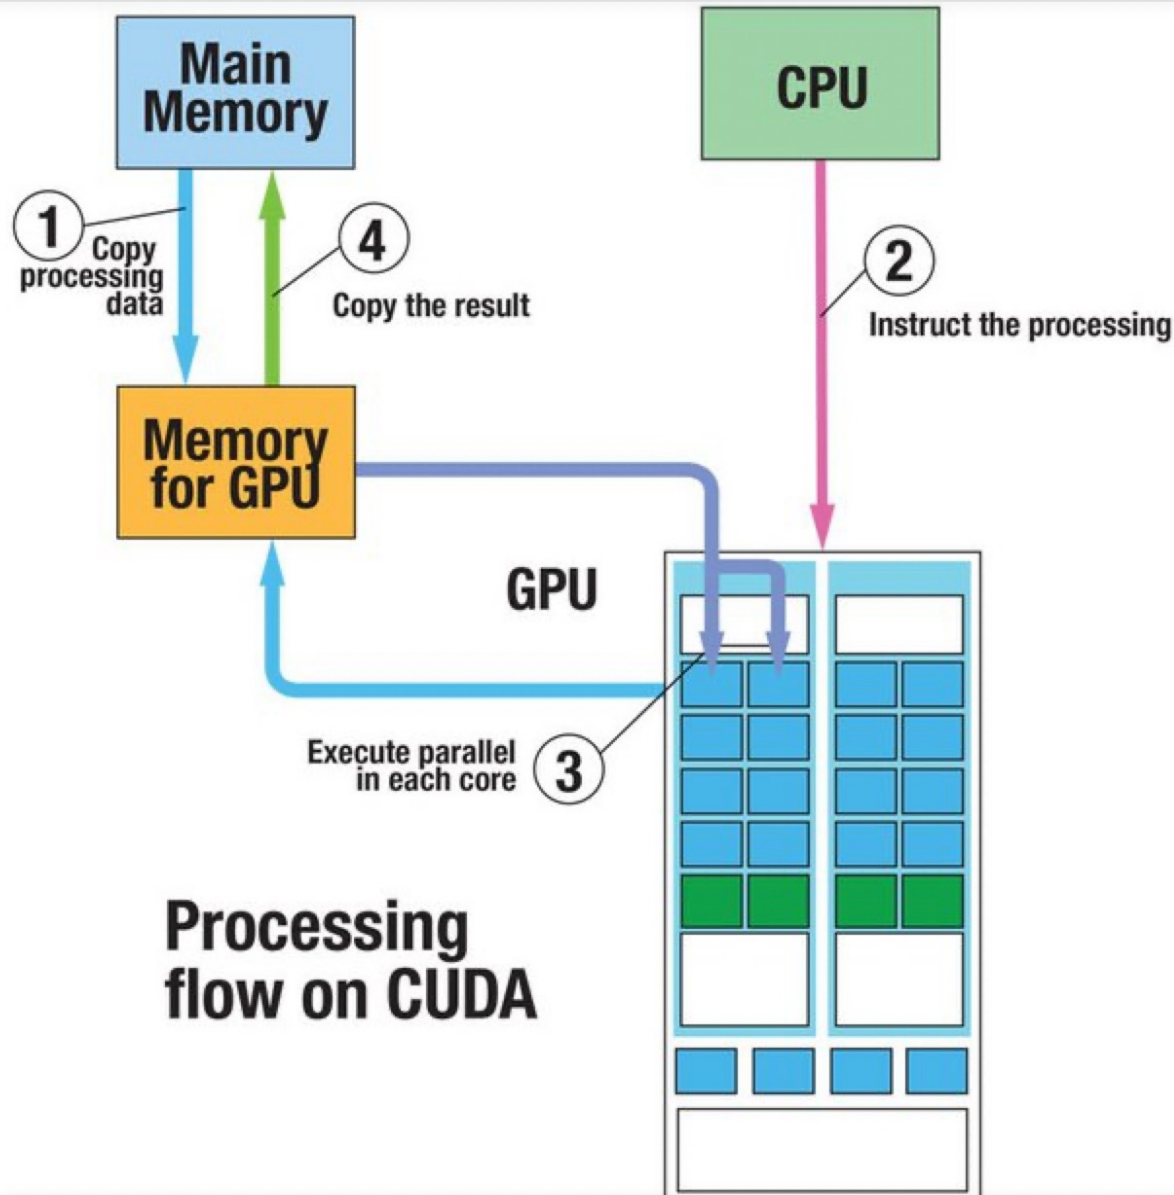 Main
Memory
CPU
1
Copy
processing
data
4
Copy the result
2
Instruct the processing
Memory
for GPU
GPU
Execute parallel
in each core
3
Processing
flow on CUDA